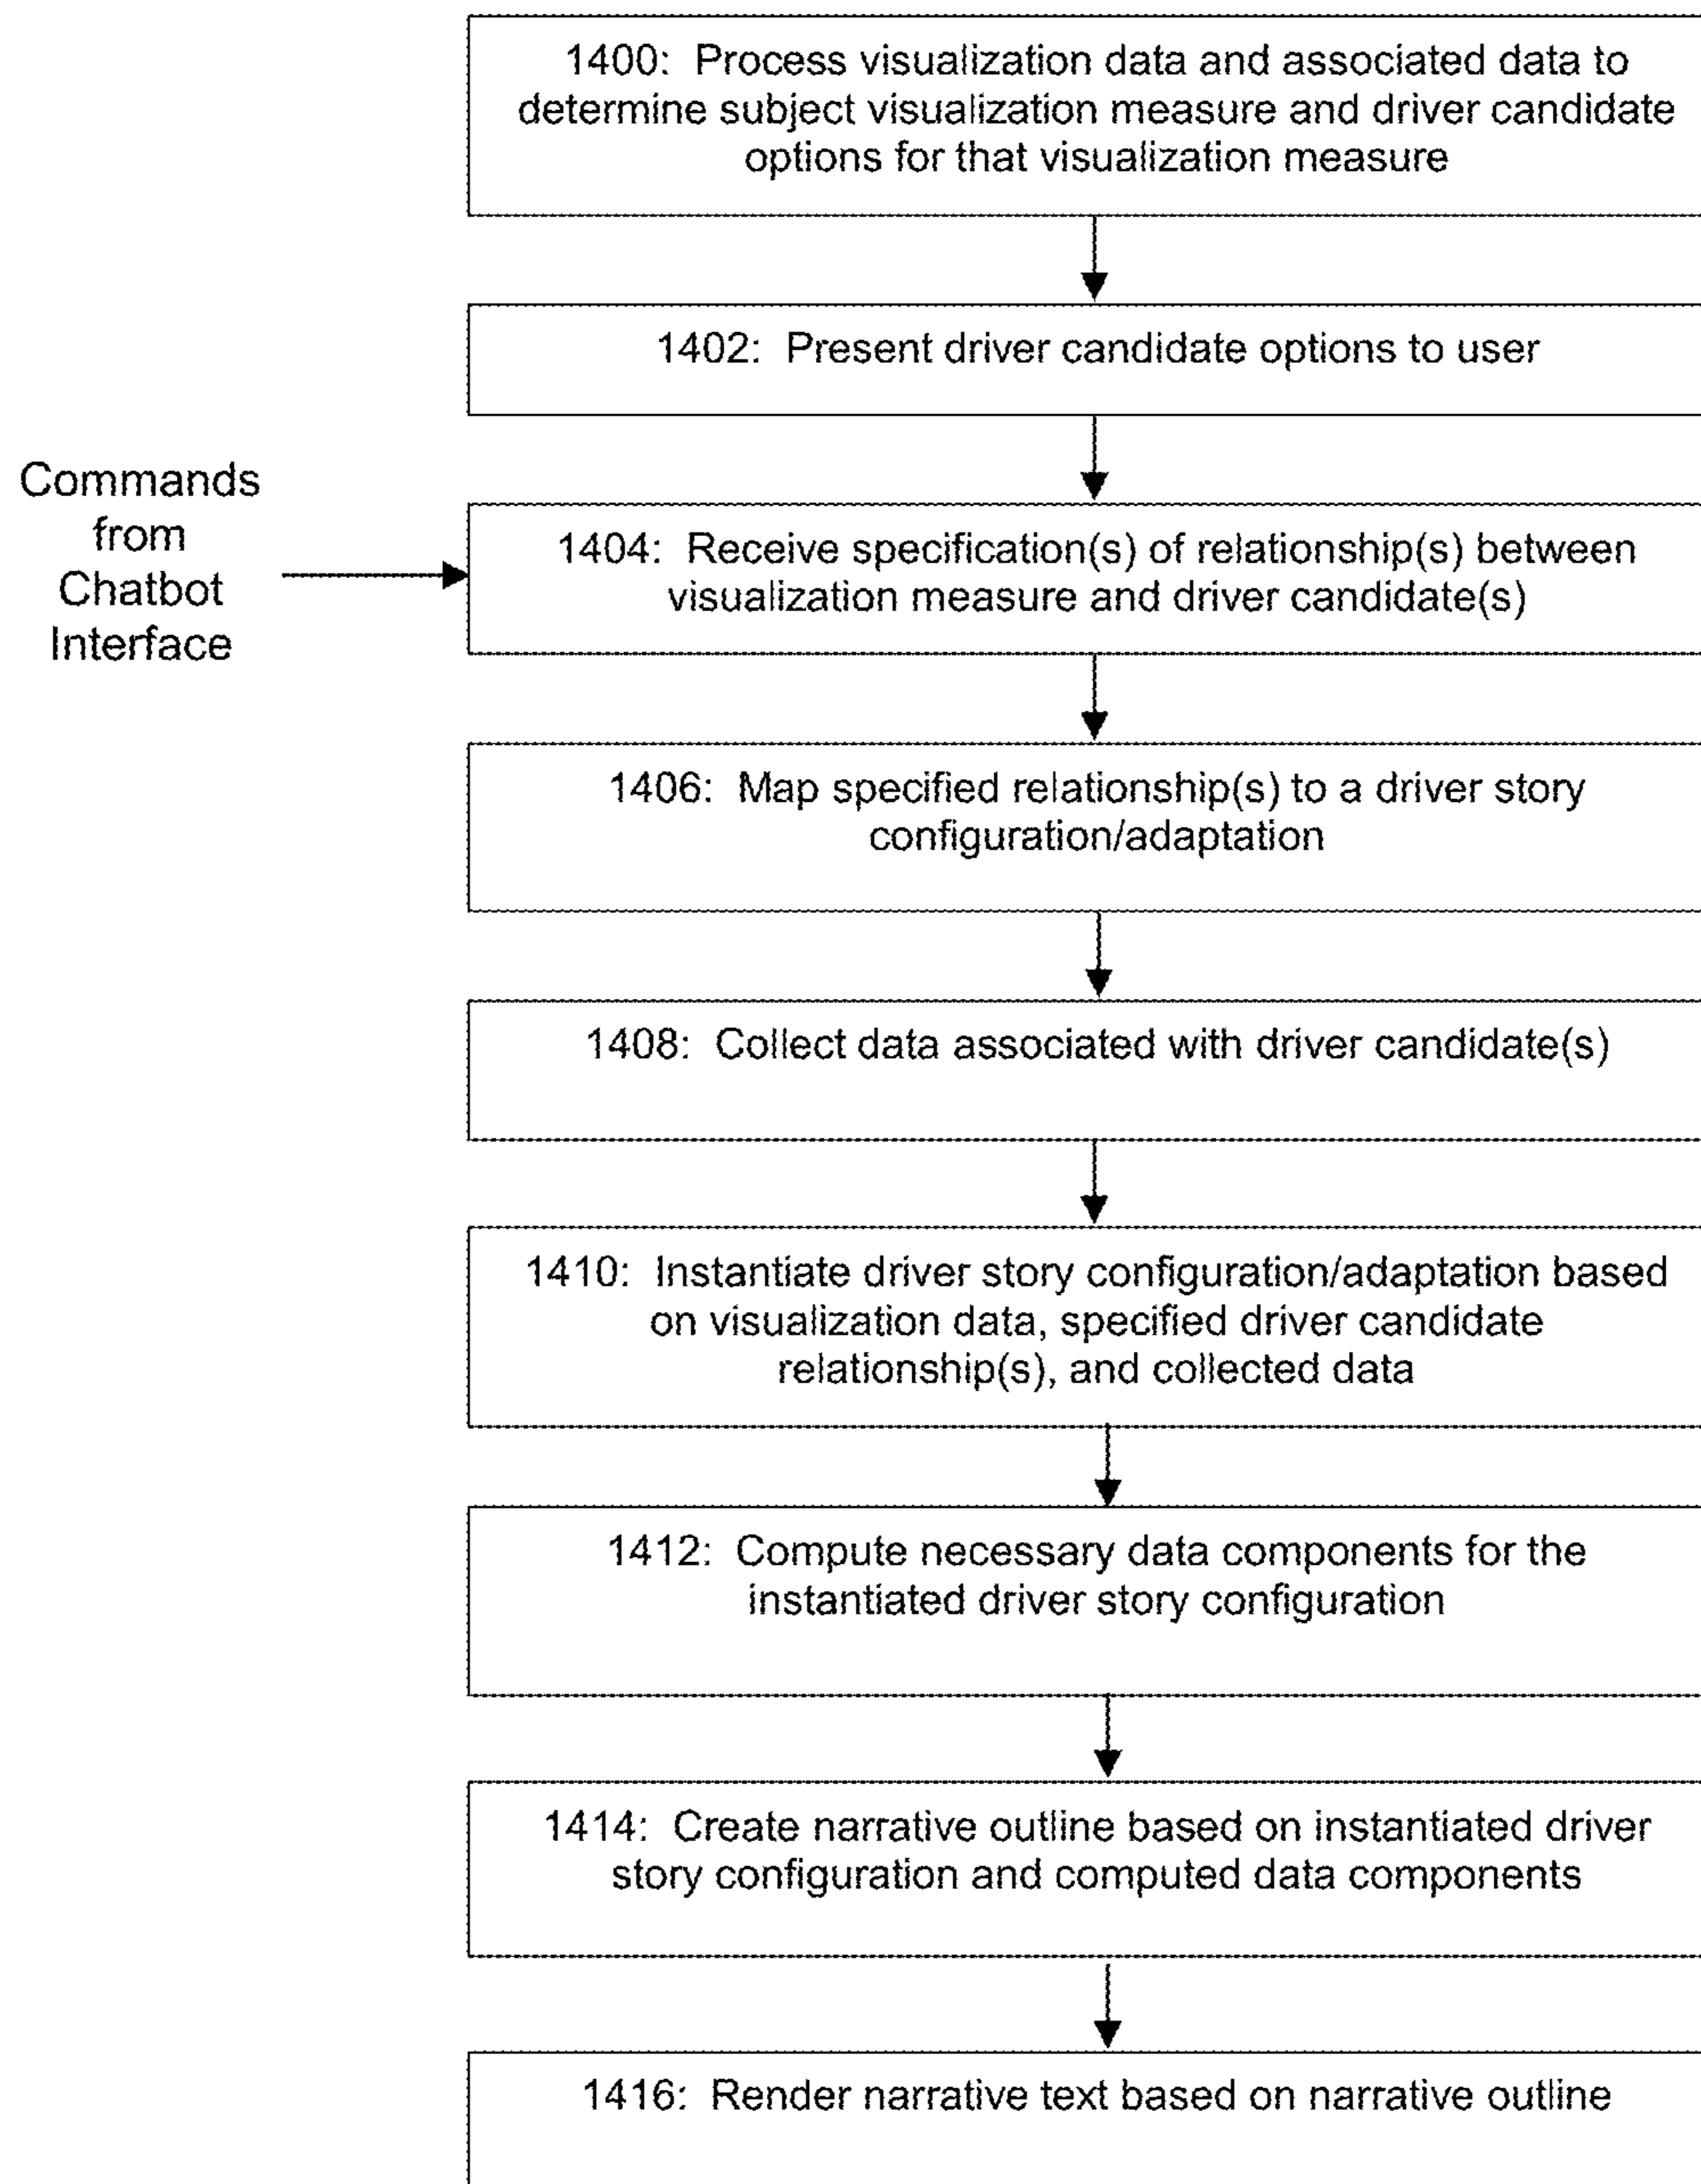 1400:  Process visualization data and associated data to
determine subject visualization measure and driver candidate
options for that visualization measure
1402:  Present driver candidate options to user
Commands
from
Chatbot
Interface
1404:  Receive specification(s) of relationship(s) between
visualization measure and driver candidate(s)
1406:  Map specified relationship(s) to a driver story
configuration/adaptation
1408:  Collect data associated with driver candidate(s)
1410:  Instantiate driver story configuration/adaptation based
on visualization data, specified driver candidate
relationship(s), and collected data
1412:  Compute necessary data components for the
instantiated driver story configuration
1414:  Create narrative outline based on instantiated driver
story configuration and computed data components
1416:  Render narrative text based on narrative outline